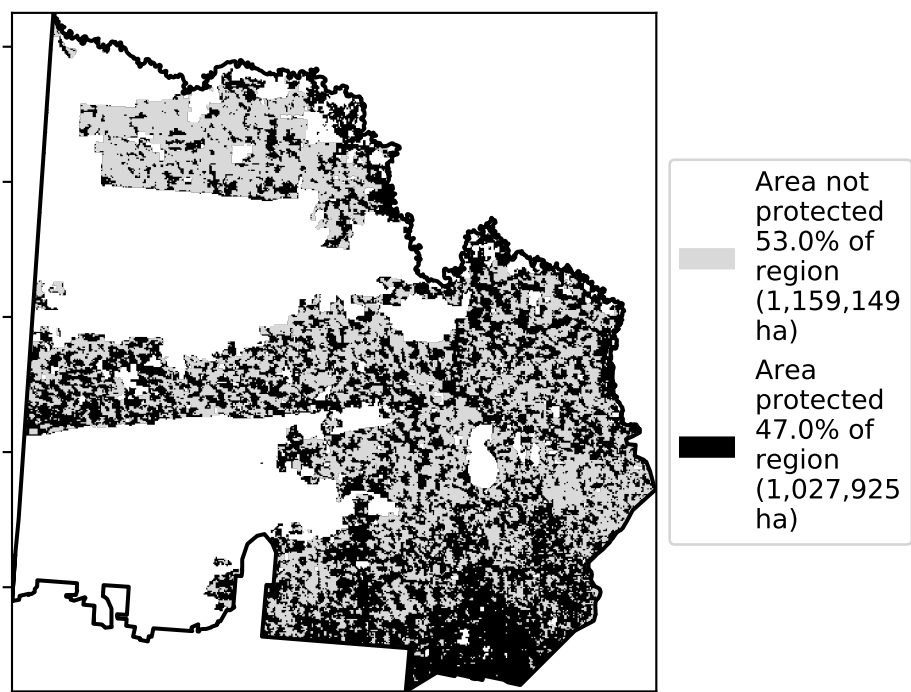 Area not
protected
53.0% of
region
(1,159,149
ha)
Area
protected
47.0% of
region
(1,027,925
ha)